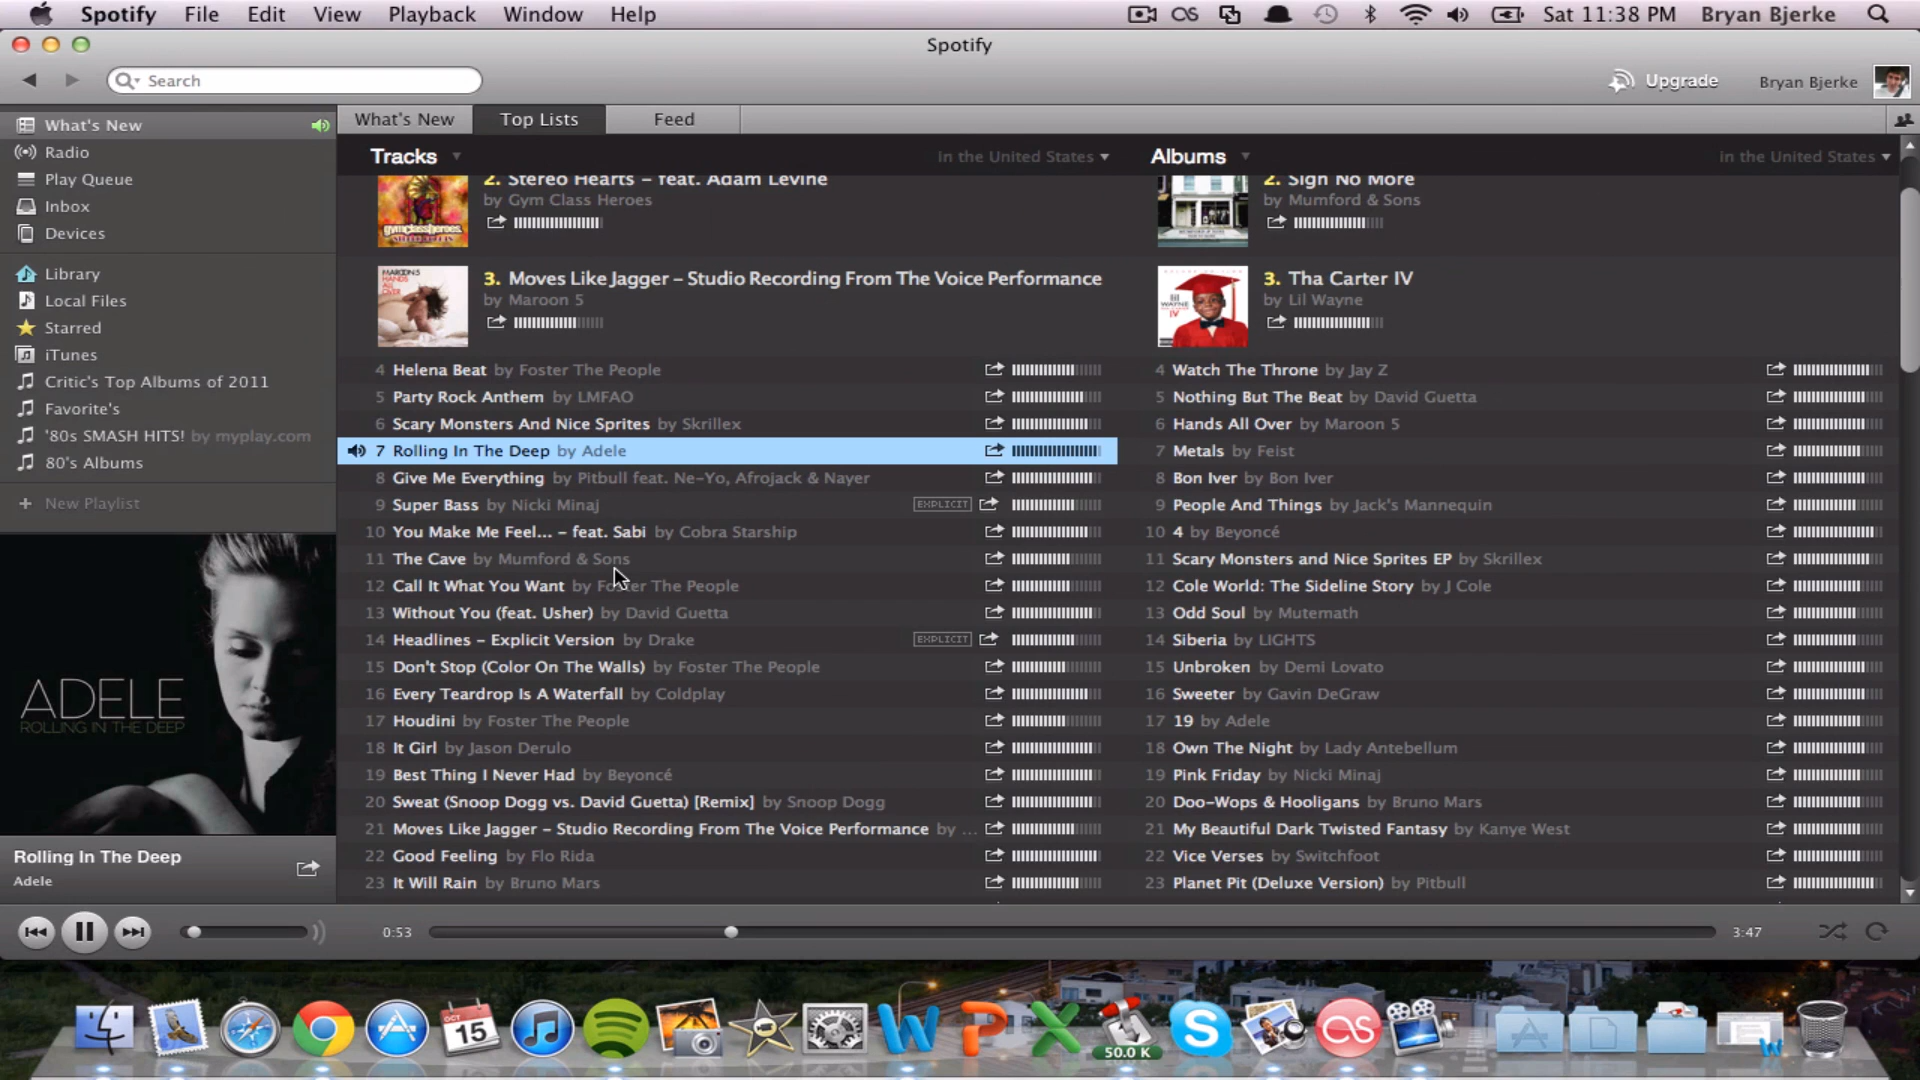 Spotify File Edit View Playback Window Help
Sat 11:38 PM Bryan Bjerke
Spotify
Search
Upgrade Bryan Bjerke
What's New
Radio
Play Queue
Inbox
Devices
Library
Local Files
Starred
iTunes
Critic's Top Albums of 2011
Favorite's
'80s SMASH HITS! by myplay.com
80's Albums
+ New Playlist
ADELE
ROLLING IN THE DEEP
Rolling In The Deep
Adele
What's New Top Lists Feed
Tracks in the United States
2. Stereo Hearts – feat. Adam Levine
by Gym Class Heroes
gymclassheroes
3. Moves Like Jagger – Studio Recording From The Voice Performance
by Maroon 5
MAROON5
HANDS
ALL
OVER
4 Helena Beat by Foster The People
5 Party Rock Anthem by LMFAO
6 Scary Monsters And Nice Sprites by Skrillex
7 Rolling In The Deep by Adele
8 Give Me Everything by Pitbull feat. Ne-Yo, Afrojack & Nayer
9 Super Bass by Nicki Minaj EXPLICIT
10 You Make Me Feel... – feat. Sabi by Cobra Starship
11 The Cave by Mumford & Sons
12 Call It What You Want by Foster The People
13 Without You (feat. Usher) by David Guetta
14 Headlines – Explicit Version by Drake EXPLICIT
15 Don't Stop (Color On The Walls) by Foster The People
16 Every Teardrop Is A Waterfall by Coldplay
17 Houdini by Foster The People
18 It Girl by Jason Derulo
19 Best Thing I Never Had by Beyoncé
20 Sweat (Snoop Dogg vs. David Guetta) [Remix] by Snoop Dogg
21 Moves Like Jagger – Studio Recording From The Voice Performance by ...
22 Good Feeling by Flo Rida
23 It Will Rain by Bruno Mars
Albums in the United States
2. Sign No More
by Mumford & Sons
3. Tha Carter IV
by Lil Wayne
LIL
WAYNE
IV
4 Watch The Throne by Jay Z
5 Nothing But The Beat by David Guetta
6 Hands All Over by Maroon 5
7 Metals by Feist
8 Bon Iver by Bon Iver
9 People And Things by Jack's Mannequin
10 4 by Beyoncé
11 Scary Monsters and Nice Sprites EP by Skrillex
12 Cole World: The Sideline Story by J Cole
13 Odd Soul by Mutemath
14 Siberia by LIGHTS
15 Unbroken by Demi Lovato
16 Sweeter by Gavin DeGraw
17 19 by Adele
18 Own The Night by Lady Antebellum
19 Pink Friday by Nicki Minaj
20 Doo-Wops & Hooligans by Bruno Mars
21 My Beautiful Dark Twisted Fantasy by Kanye West
22 Vice Verses by Switchfoot
23 Planet Pit (Deluxe Version) by Pitbull
0:53 3:47
OCT
15
50.0 K